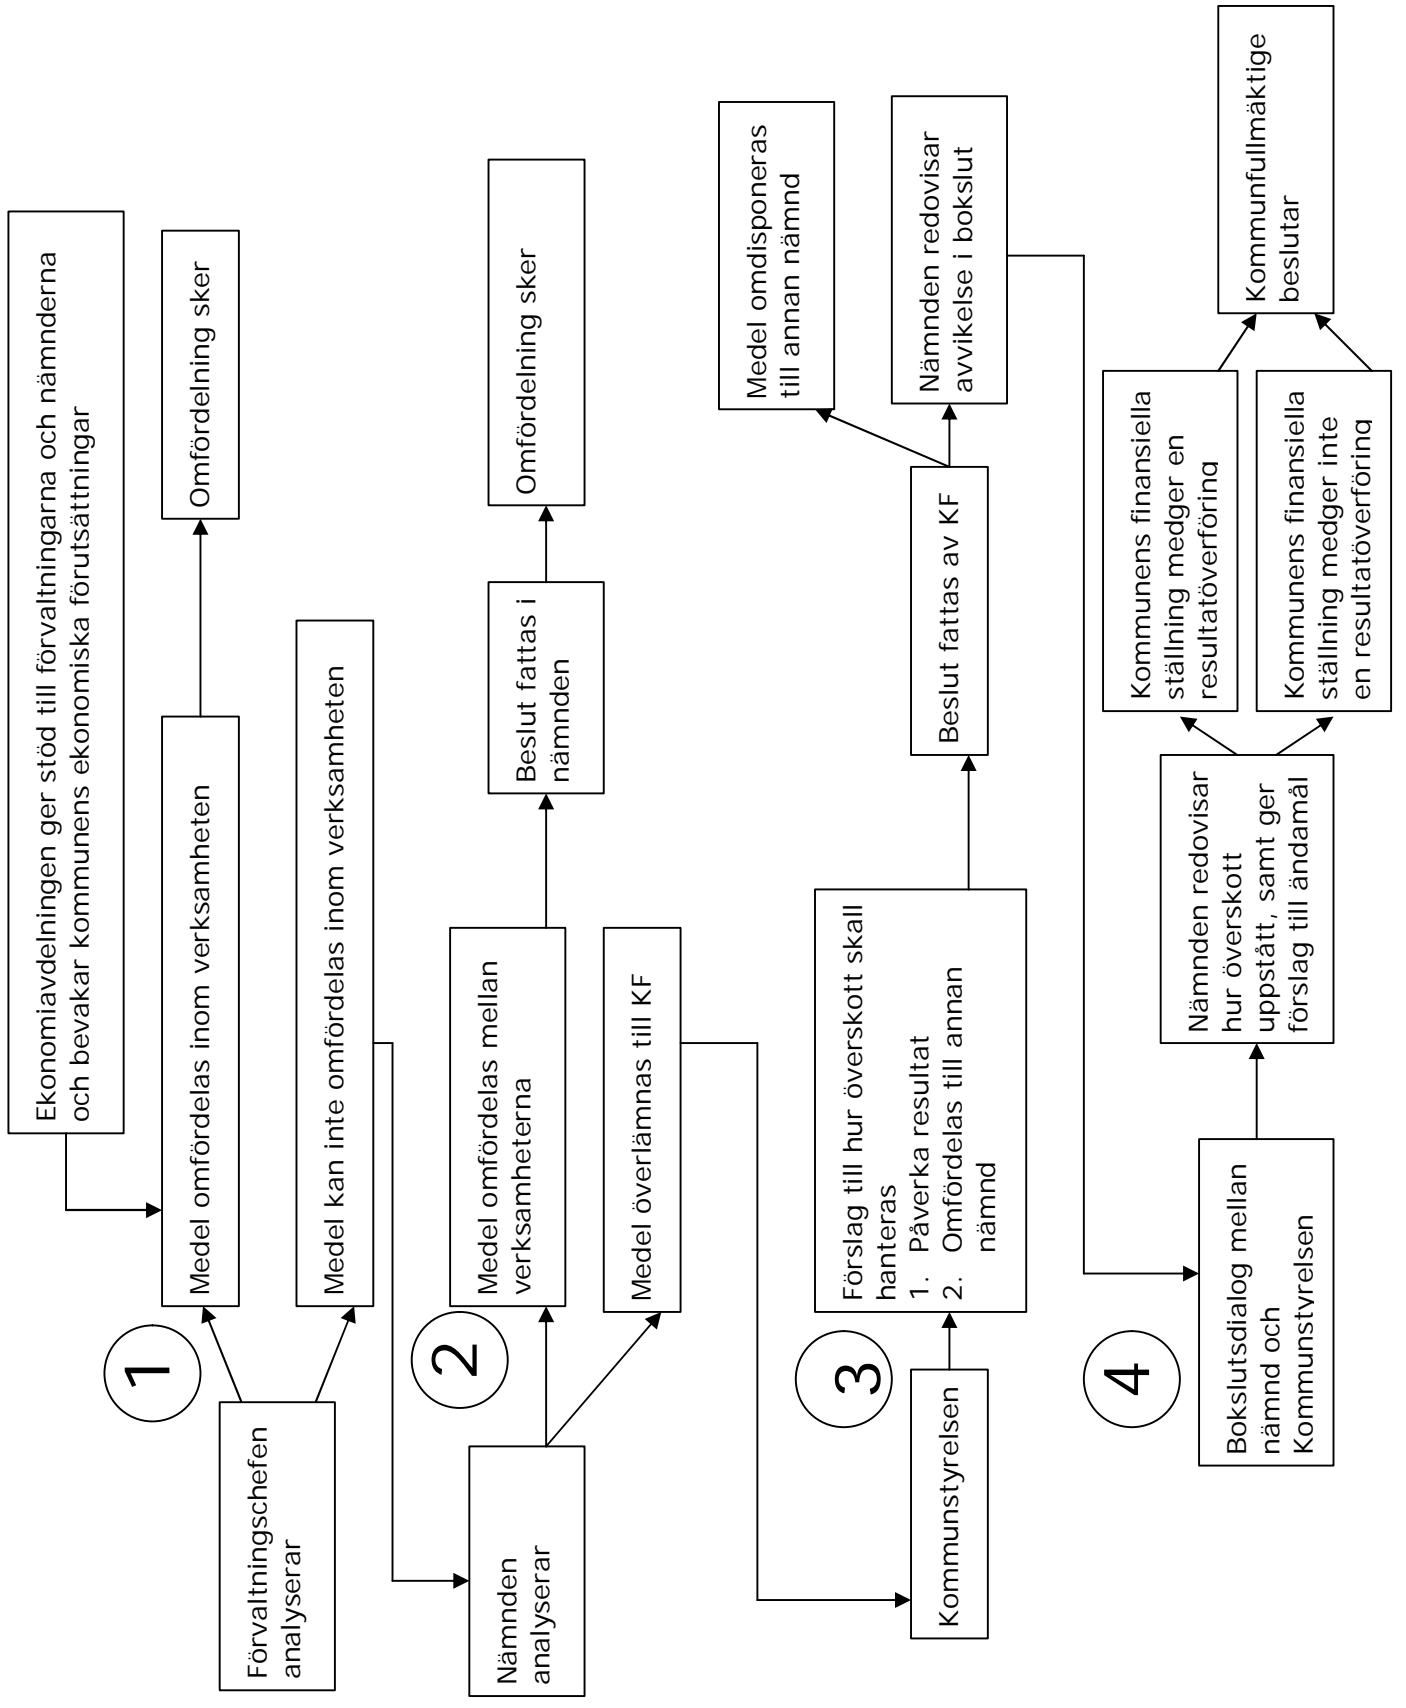 Ekonomiavdelningen ger stöd till förvaltningarna och nämnderna
och bevakar kommunens ekonomiska förutsättningar
1
Förvaltningschefen
analyserar
Medel omfördelas inom verksamheten
Omfördelning sker
Medel kan inte omfördelas inom verksamheten
2
Nämnden
analyserar
Medel omfördelas mellan
verksamheterna
Beslut fattas i
nämnden
Omfördelning sker
Medel överlämnas till KF
3
Kommunstyrelsen
Förslag till hur överskott skall
hanteras
1. Påverka resultat
2. Omfördelas till annan
nämnd
Beslut fattas av KF
Medel omdisponeras
till annan nämnd
Nämnden redovisar
avvikelse i bokslut
4
Bokslutsdialog mellan
nämnd och
Kommunstyrelsen
Nämnden redovisar
hur överskott
uppstått, samt ger
förslag till ändamål
Kommunens finansiella
ställning medger en
resultatöverföring
Kommunens finansiella
ställning medger inte
en resultatöverföring
Kommunfullmäktige
beslutar